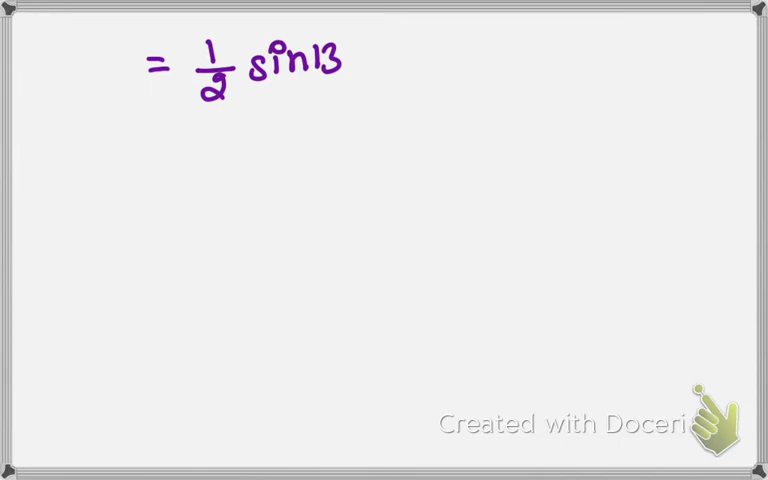 = 1/2 sin13
Created with Doceri